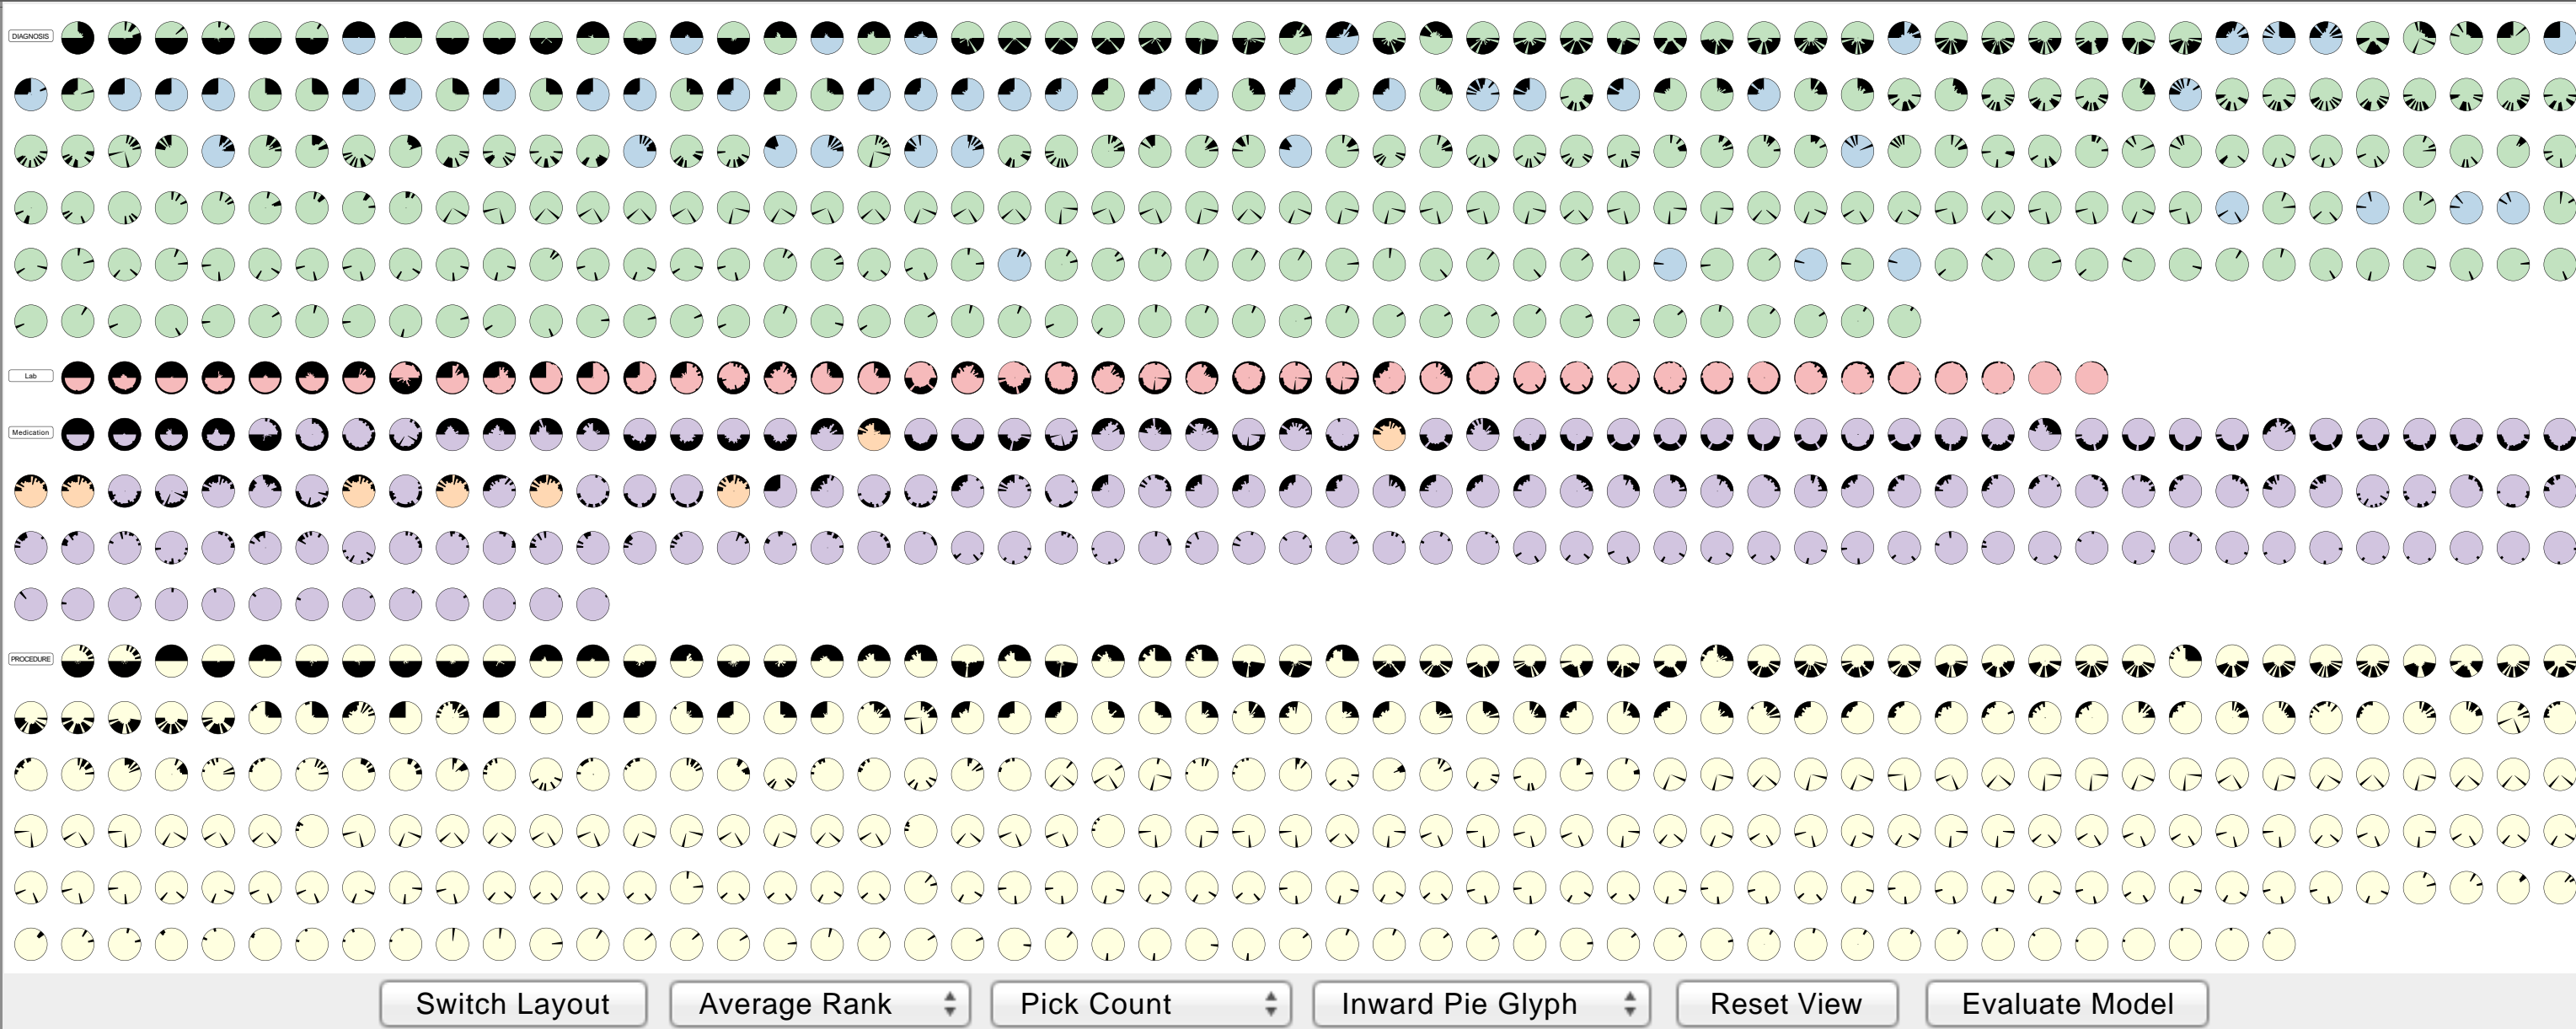 DIAGNOSIS
Lab
Medication
PROCEDURE
Switch Layout Average Rank Pick Count Inward Pie Glyph Reset View Evaluate Model